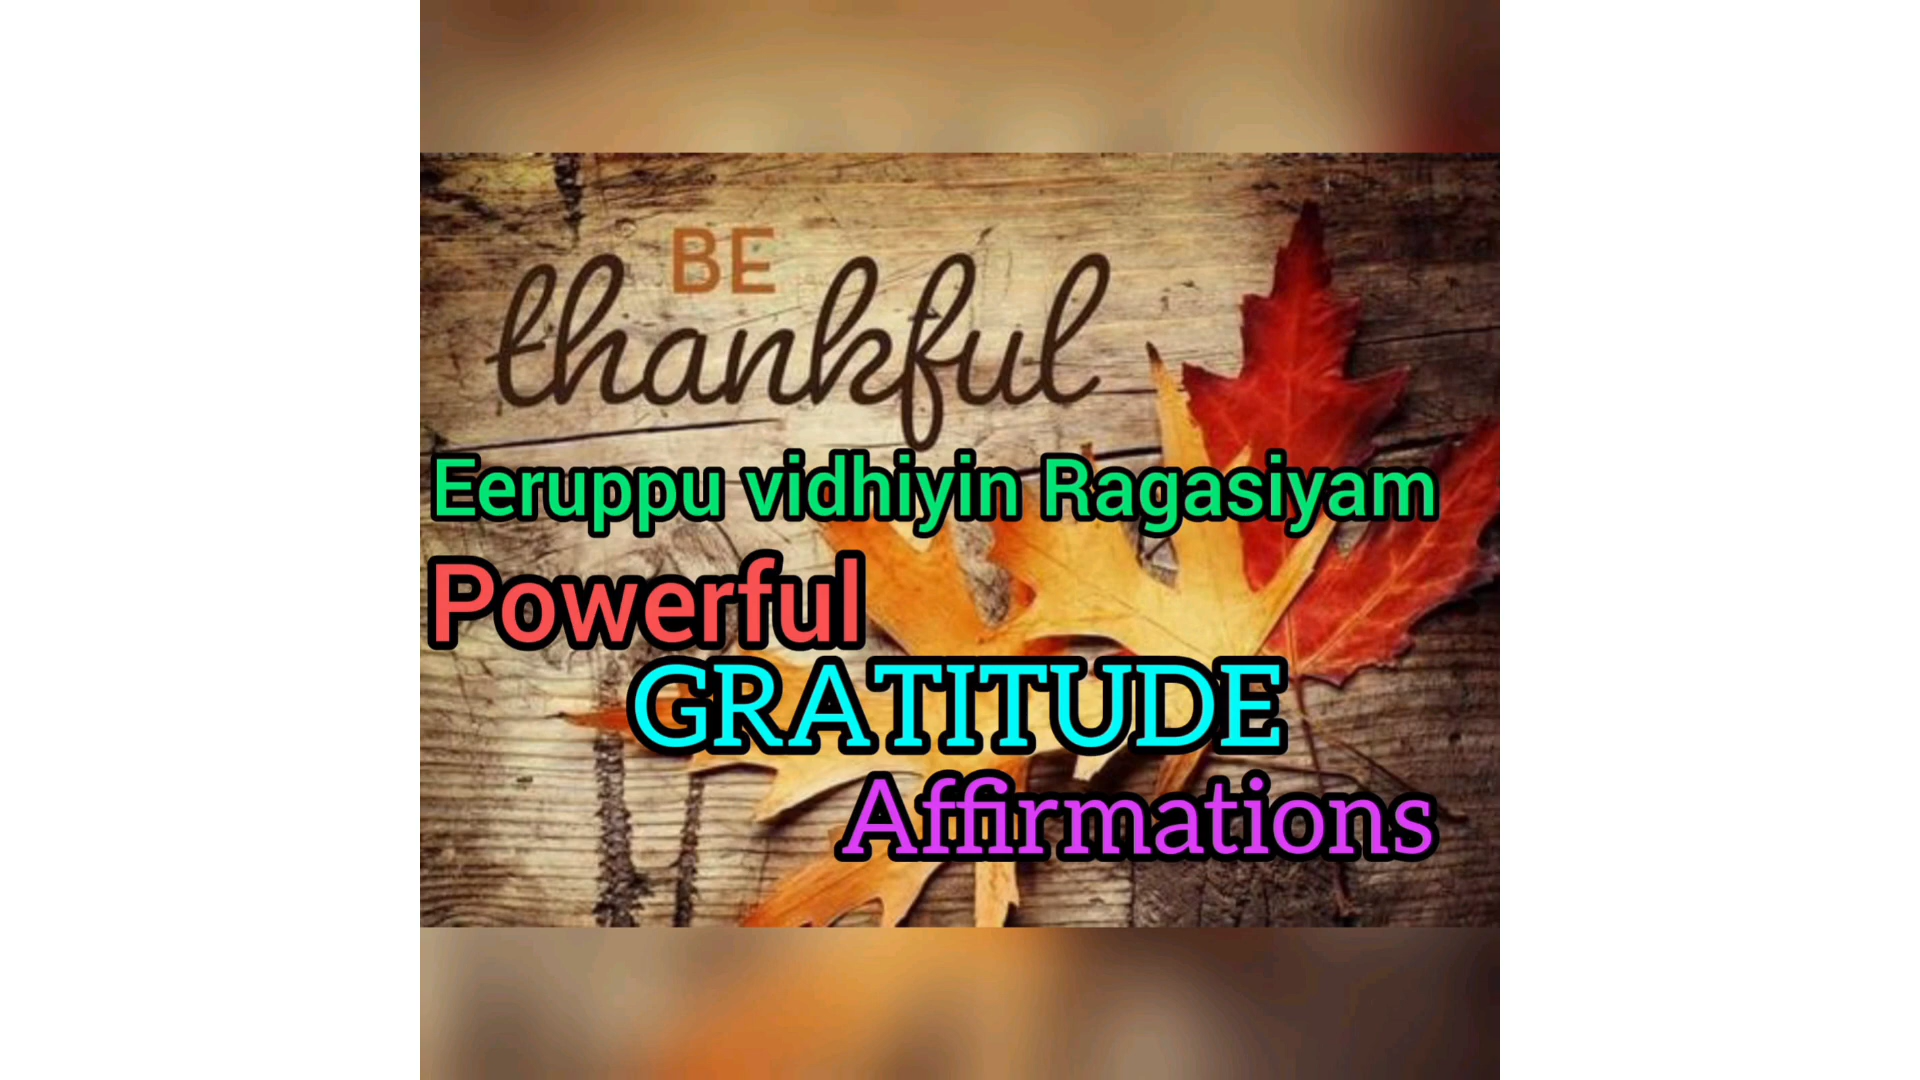 BE
thankful
Eeruppu vidhiyin Ragasiyam
Powerful
GRATITUDE
Affirmations